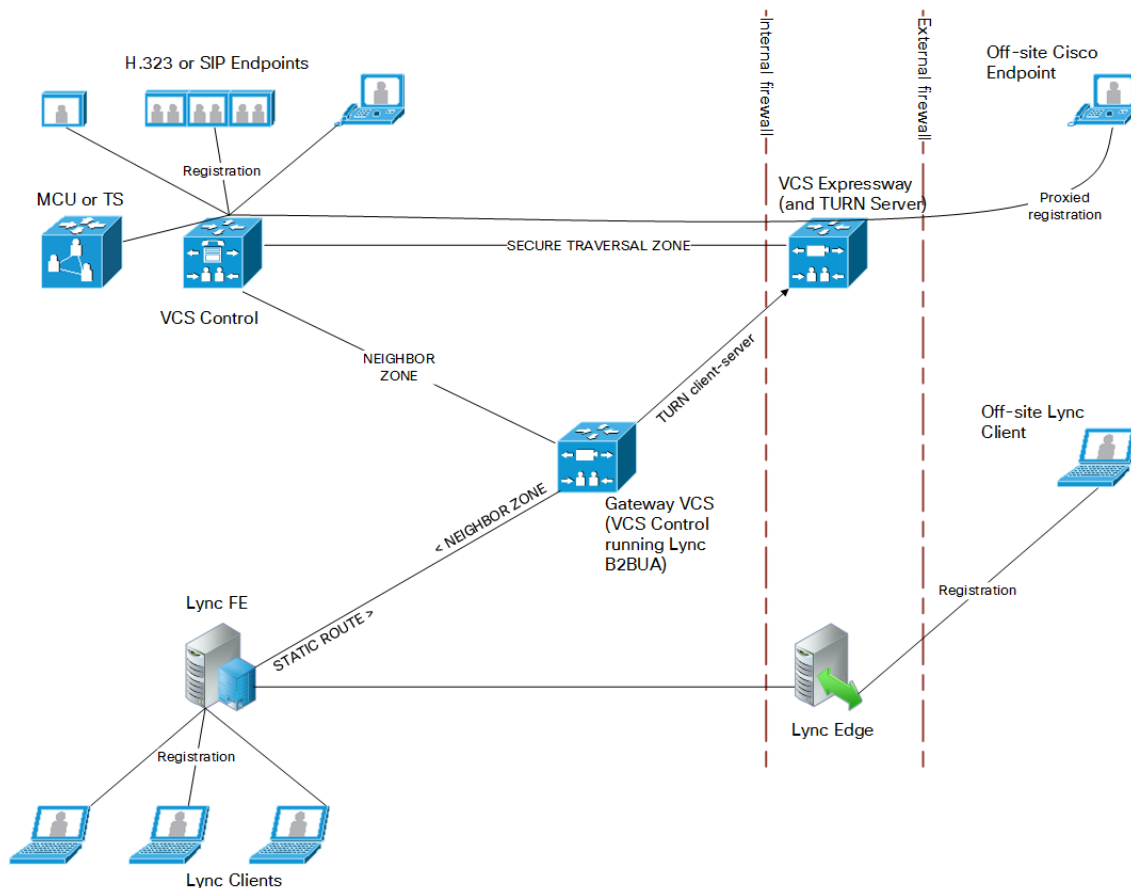 H.323 or SIP Endpoints
Internal firewall
External firewall
Off-site Cisco
Endpoint
Registration
MCU or TS
VCS Expressway
(and TURN Server)
Proxied
registration
SECURE TRAVERSAL ZONE
VCS Control
NEIGHBOR
ZONE
TURN client-server
Off-site Lync
Client
Gateway VCS
(VCS Control
running Lync
B2BUA)
< NEIGHBOR ZONE
Registration
Lync FE
STATIC ROUTE >
Lync Edge
Registration
Lync Clients